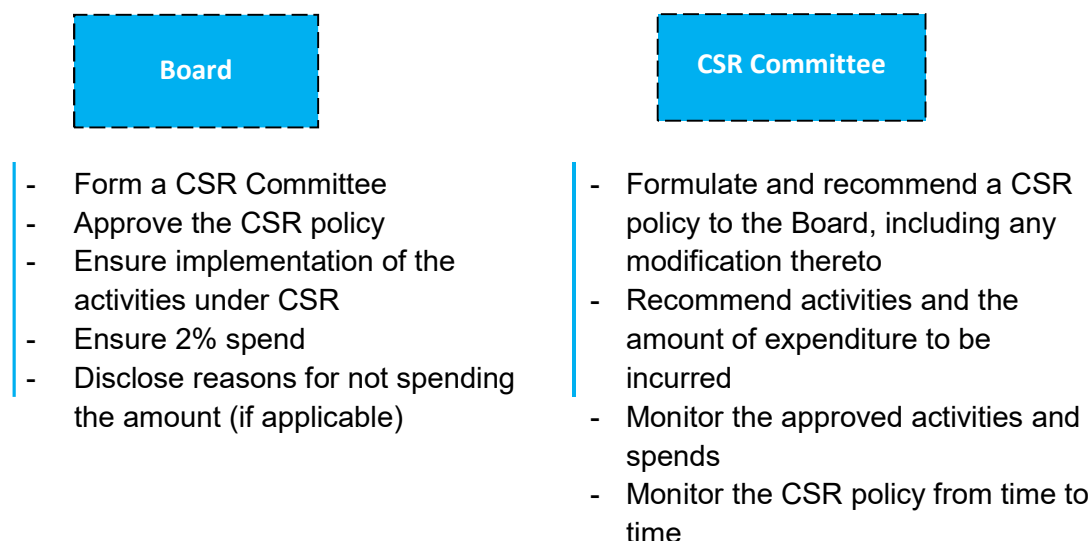 Board
- Form a CSR Committee
- Approve the CSR policy
- Ensure implementation of the
activities under CSR
- Ensure 2% spend
- Disclose reasons for not spending
the amount (if applicable)
CSR Committee
- Formulate and recommend a CSR
policy to the Board, including any
modification thereto
- Recommend activities and the
amount of expenditure to be
incurred
- Monitor the approved activities and
spends
- Monitor the CSR policy from time to
time